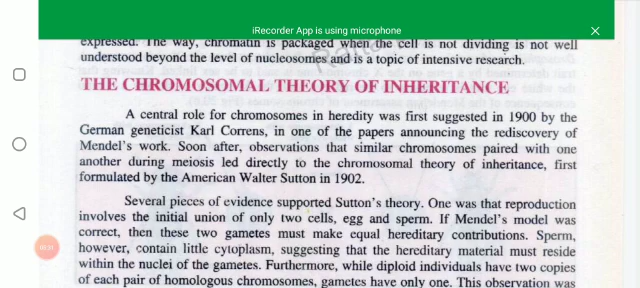 iRecorder App is using microphone
expressed. The way, chromatin is packaged when the cell is not dividing is not well
understood beyond the level of nucleosomes and is a topic of intensive research.
THE CHROMOSOMAL THEORY OF INHERITANCE
A central role for chromosomes in heredity was first suggested in 1900 by the
German geneticist Karl Correns, in one of the papers announcing the rediscovery of
Mendel's work. Soon after, observations that similar chromosomes paired with one
another during meiosis led directly to the chromosomal theory of inheritance, first
formulated by the American Walter Sutton in 1902.
Several pieces of evidence supported Sutton's theory. One was that reproduction
involves the initial union of only two cells, egg and sperm. If Mendel's model was
correct, then these two gametes must make equal hereditary contributions. Sperm,
however, contain little cytoplasm, suggesting that the hereditary material must reside
within the nuclei of the gametes. Furthermore, while diploid individuals have two copies
of each pair of homologous chromosomes, gametes have only one. This observation was